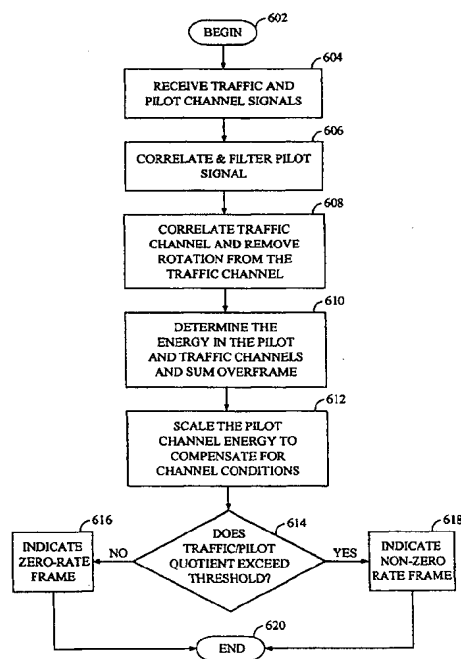 602
BEGIN
604
RECEIVE TRAFFIC AND
PILOT CHANNEL SIGNALS
606
CORRELATE & FILTER PILOT
SIGNAL
608
CORRELATE TRAFFIC
CHANNEL AND REMOVE
ROTATION FROM THE
TRAFFIC CHANNEL
610
DETERMINE THE
ENERGY IN THE PILOT
AND TRAFFIC CHANNELS
AND SUM OVERFRAME
612
SCALE THE PILOT
CHANNEL ENERGY TO
COMPENSATE FOR
CHANNEL CONDITIONS
614
DOES
TRAFFIC/PILOT
QUOTIENT EXCEED
THRESHOLD?
616
INDICATE
ZERO-RATE
FRAME
NO
YES
618
INDICATE
NON-ZERO
RATE FRAME
620
END